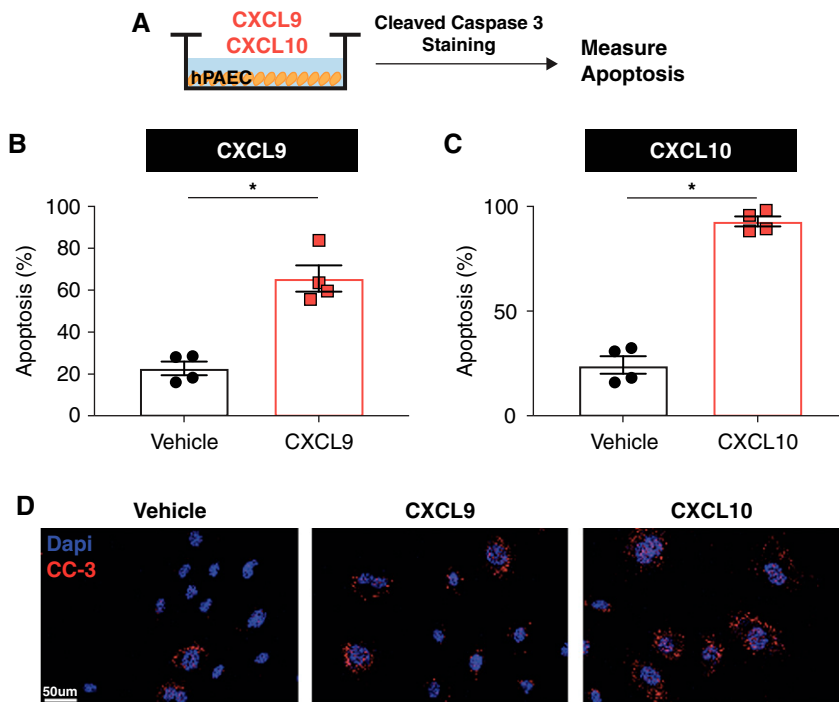 A
CXCL9
CXCL10
hPAEC
Cleaved Caspase 3
Staining
Measure
Apoptosis
B
CXCL9
*
Apoptosis (%)
100
80
60
40
20
0
Vehicle
CXCL9
C
CXCL10
*
Apoptosis (%)
100
50
0
Vehicle
CXCL10
D
Vehicle
CXCL9
CXCL10
Dapi
CC-3
50um